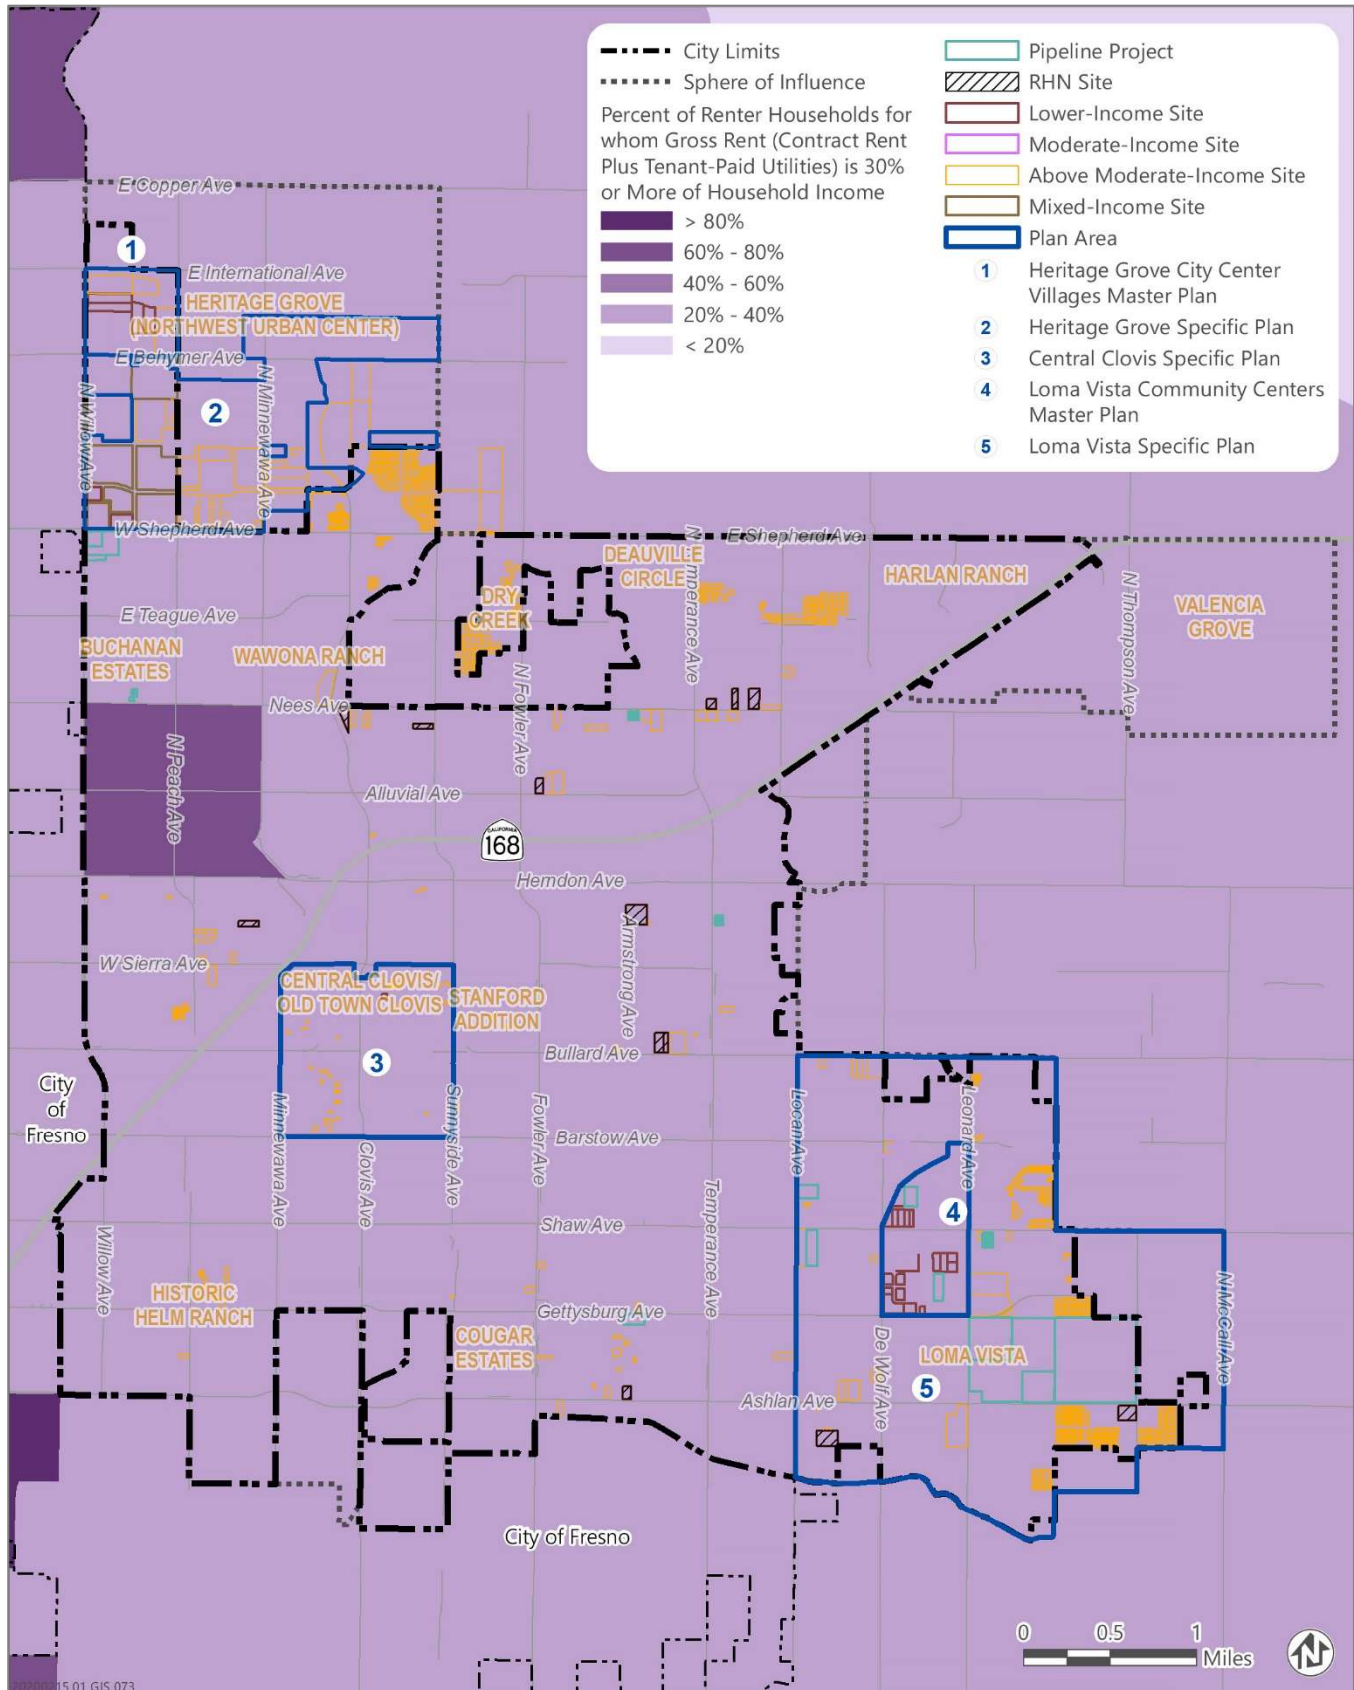 City Limits
Sphere of Influence
Percent of Renter Households for
whom Gross Rent (Contract Rent
Plus Tenant-Paid Utilities) is 30%
or More of Household Income
> 80%
60% - 80%
40% - 60%
20% - 40%
< 20%
Pipeline Project
RHN Site
Lower-Income Site
Moderate-Income Site
Above Moderate-Income Site
Mixed-Income Site
Plan Area
1 Heritage Grove City Center
Villages Master Plan
2 Heritage Grove Specific Plan
3 Central Clovis Specific Plan
4 Loma Vista Community Centers
Master Plan
5 Loma Vista Specific Plan
E Copper Ave
1
E International Ave
HERITAGE GROVE
(NORTHWEST URBAN CENTER)
E Behymer Ave
N Willow Ave
2
N Minnewawa Ave
W Shepherd Ave
E Shepherd Ave
DEAUVILLE
CIRCLE
N Temperance Ave
HARLAN RANCH
N Thompson Ave
VALENCIA
GROVE
DRY
CREEK
E Teague Ave
BUCHANAN
ESTATES
WAWONA RANCH
N Fowler Ave
Nees Ave
N Peach Ave
Alluvial Ave
CALIFORNIA
168
Herndon Ave
Armstrong Ave
W Sierra Ave
CENTRAL CLOVIS/
OLD TOWN CLOVIS
STANFORD
ADDITION
3
Bullard Ave
City
of
Fresno
Minnewawa Ave
Clovis Ave
Sunnyside Ave
Fowler Ave
Barstow Ave
Locan Ave
Leonard Ave
Temperance Ave
4
Shaw Ave
Willow Ave
HISTORIC
HELM RANCH
Gettysburg Ave
COUGAR
ESTATES
De Wolf Ave
LOMA VISTA
5
N McCall Ave
Ashlan Ave
City of Fresno
0 0.5 1
Miles
N
20200215.01 GIS 073